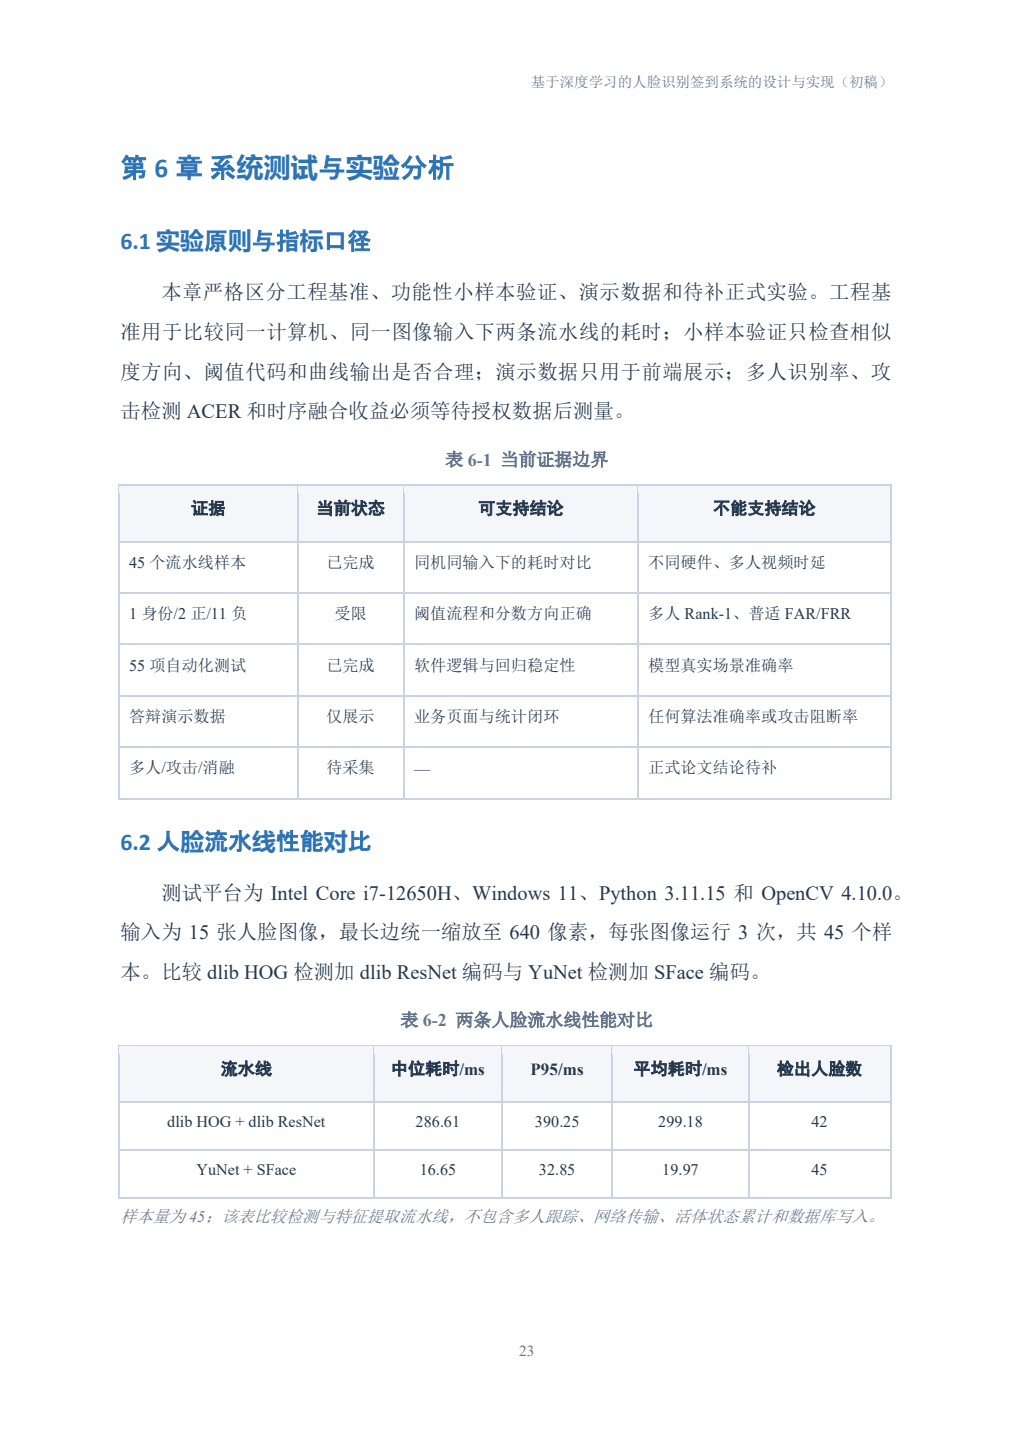 基于深度学习的人脸识别签到系统的设计与实现（初稿）
第 6 章 系统测试与实验分析
6.1 实验原则与指标口径
本章严格区分工程基准、功能性小样本验证、演示数据和待补正式实验。工程基
准用于比较同一计算机、同一图像输入下两条流水线的耗时；小样本验证只检查相似
度方向、阈值代码和曲线输出是否合理；演示数据只用于前端展示；多人识别率、攻
击检测 ACER 和时序融合收益必须等待授权数据后测量。
表 6-1 当前证据边界
证据 当前状态 可支持结论 不能支持结论
45 个流水线样本 已完成 同机同输入下的耗时对比 不同硬件、多人视频时延
1 身份/2 正/11 负 受限 阈值流程和分数方向正确 多人 Rank-1、普适 FAR/FRR
55 项自动化测试 已完成 软件逻辑与回归稳定性 模型真实场景准确率
答辩演示数据 仅展示 业务页面与统计闭环 任何算法准确率或攻击阻断率
多人/攻击/消融 待采集 — 正式论文结论待补
6.2 人脸流水线性能对比
测试平台为 Intel Core i7-12650H、Windows 11、Python 3.11.15 和 OpenCV 4.10.0。
输入为 15 张人脸图像，最长边统一缩放至 640 像素，每张图像运行 3 次，共 45 个样
本。比较 dlib HOG 检测加 dlib ResNet 编码与 YuNet 检测加 SFace 编码。
表 6-2 两条人脸流水线性能对比
流水线 中位耗时/ms P95/ms 平均耗时/ms 检出人脸数
dlib HOG + dlib ResNet 286.61 390.25 299.18 42
YuNet + SFace 16.65 32.85 19.97 45
样本量为 45；该表比较检测与特征提取流水线，不包含多人跟踪、网络传输、活体状态累计和数据库写入。
23